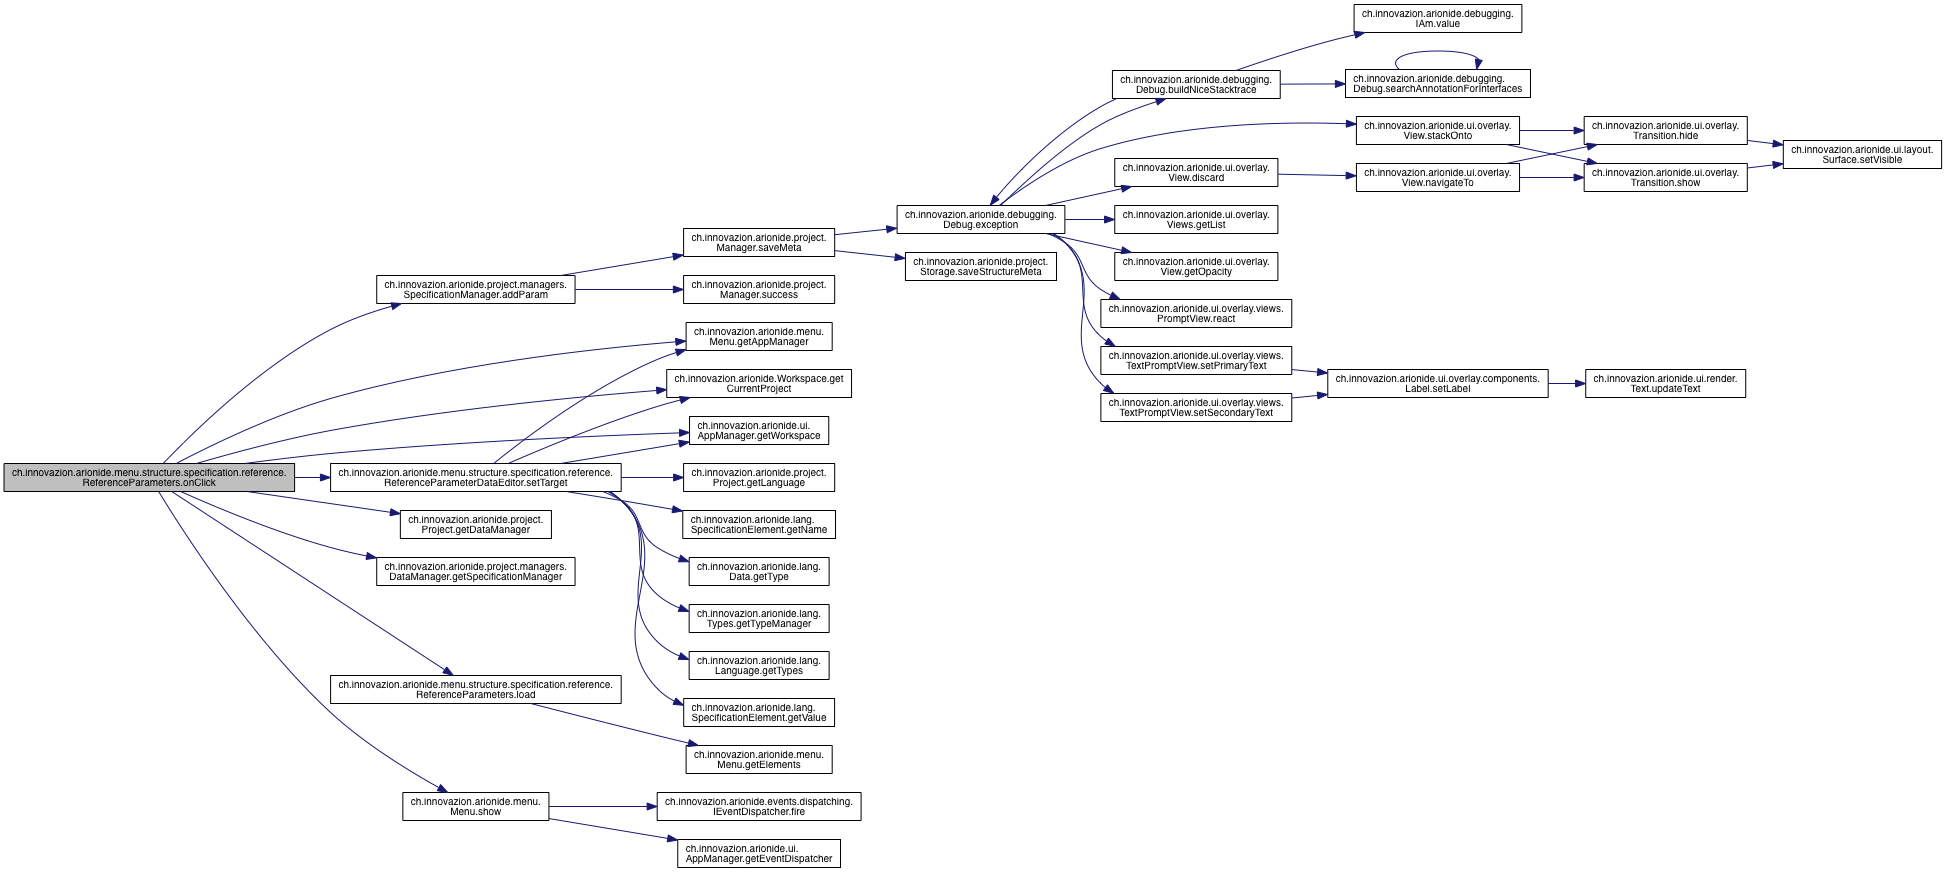 ch.innovazion.arionide.menu.structure.specification.reference.
ReferenceParameters.onClick
ch.innovazion.arionide.project.managers.
SpecificationManager.addParam
ch.innovazion.arionide.menu.structure.specification.reference.
ReferenceParameterDataEditor.setTarget
ch.innovazion.arionide.project.
Project.getDataManager
ch.innovazion.arionide.project.managers.
DataManager.getSpecificationManager
ch.innovazion.arionide.menu.structure.specification.reference.
ReferenceParameters.load
ch.innovazion.arionide.menu.
Menu.show
ch.innovazion.arionide.project.
Manager.saveMeta
ch.innovazion.arionide.project.
Manager.success
ch.innovazion.arionide.menu.
Menu.getAppManager
ch.innovazion.arionide.Workspace.get
CurrentProject
ch.innovazion.arionide.ui.
AppManager.getWorkspace
ch.innovazion.arionide.project.
Project.getLanguage
ch.innovazion.arionide.lang.
SpecificationElement.getName
ch.innovazion.arionide.lang.
Data.getType
ch.innovazion.arionide.lang.
Types.getTypeManager
ch.innovazion.arionide.lang.
Language.getTypes
ch.innovazion.arionide.lang.
SpecificationElement.getValue
ch.innovazion.arionide.menu.
Menu.getElements
ch.innovazion.arionide.events.dispatching.
IEventDispatcher.fire
ch.innovazion.arionide.ui.
AppManager.getEventDispatcher
ch.innovazion.arionide.debugging.
Debug.exception
ch.innovazion.arionide.project.
Storage.saveStructureMeta
ch.innovazion.arionide.debugging.
Debug.buildNiceStacktrace
ch.innovazion.arionide.ui.overlay.
View.discard
ch.innovazion.arionide.ui.overlay.
Views.getList
ch.innovazion.arionide.ui.overlay.
View.getOpacity
ch.innovazion.arionide.ui.overlay.views.
PromptView.react
ch.innovazion.arionide.ui.overlay.views.
TextPromptView.setPrimaryText
ch.innovazion.arionide.ui.overlay.views.
TextPromptView.setSecondaryText
ch.innovazion.arionide.debugging.
IAm.value
ch.innovazion.arionide.debugging.
Debug.searchAnnotationForInterfaces
ch.innovazion.arionide.ui.overlay.
View.stackOnto
ch.innovazion.arionide.ui.overlay.
View.navigateTo
ch.innovazion.arionide.ui.overlay.components.
Label.setLabel
ch.innovazion.arionide.ui.overlay.
Transition.hide
ch.innovazion.arionide.ui.overlay.
Transition.show
ch.innovazion.arionide.ui.render.
Text.updateText
ch.innovazion.arionide.ui.layout.
Surface.setVisible